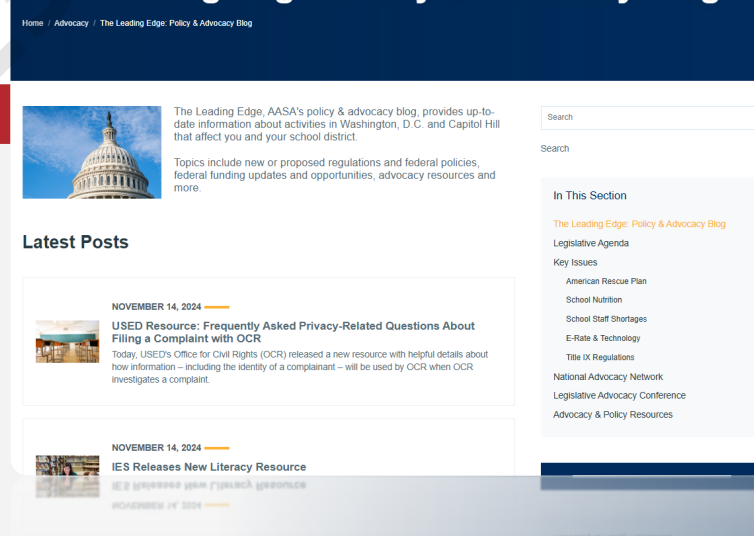 Home / Advocacy / The Leading Edge: Policy & Advocacy Blog
The Leading Edge, AASA's policy & advocacy blog, provides up-to-
date information about activities in Washington, D.C. and Capitol Hill
that affect you and your school district.
Topics include new or proposed regulations and federal policies,
federal funding updates and opportunities, advocacy resources and
more.
Latest Posts
NOVEMBER 14, 2024
USED Resource: Frequently Asked Privacy-Related Questions About
Filing a Complaint with OCR
Today, USED's Office for Civil Rights (OCR) released a new resource with helpful details about
how information – including the identity of a complainant – will be used by OCR when OCR
investigates a complaint.
NOVEMBER 14, 2024
IES Releases New Literacy Resource
Search
Search
In This Section
The Leading Edge: Policy & Advocacy Blog
Legislative Agenda
Key Issues
American Rescue Plan
School Nutrition
School Staff Shortages
E-Rate & Technology
Title IX Regulations
National Advocacy Network
Legislative Advocacy Conference
Advocacy & Policy Resources